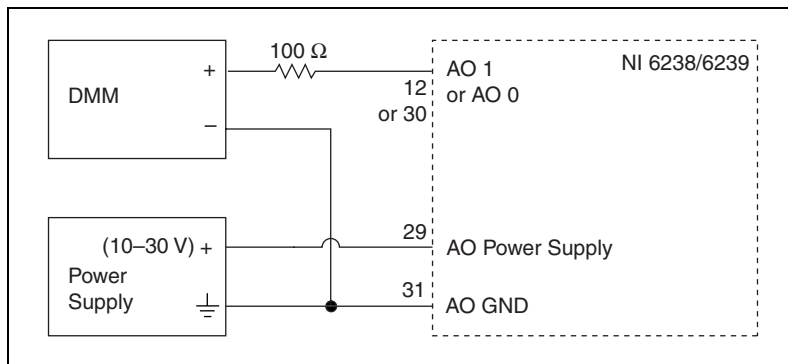 100 Ω
NI 6238/6239
+
AO 1
DMM
12
or AO 0
or 30
–
29
(10–30 V) +
AO Power Supply
Power
Supply
31
AO GND